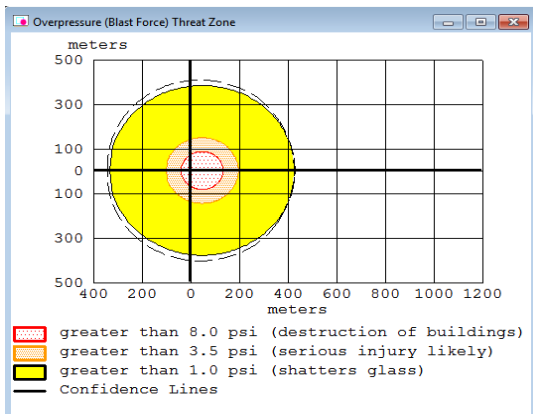 Overpressure (Blast Force) Threat Zone
meters
500
300
100
0
100
300
500
400 200 0 200 400 600 800 1000 1200
meters
greater than 8.0 psi (destruction of buildings)
greater than 3.5 psi (serious injury likely)
greater than 1.0 psi (shatters glass)
Confidence Lines